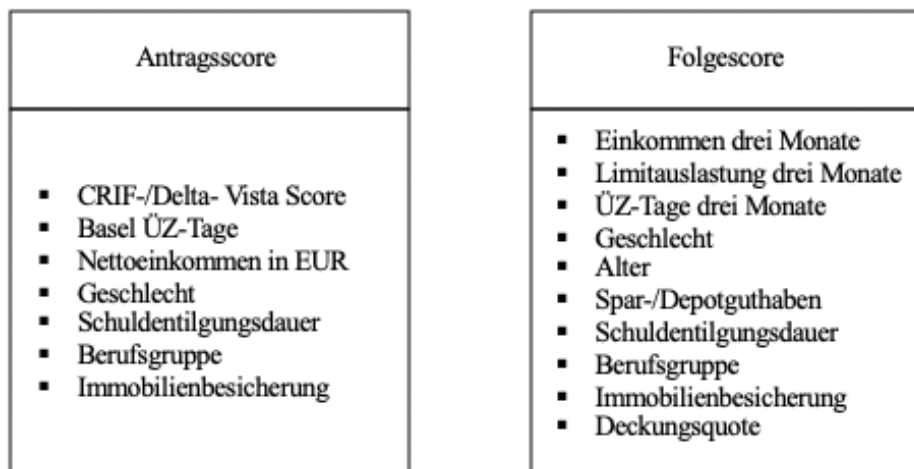 Antragsscore
▪ CRIF-/Delta- Vista Score
▪ Basel ÜZ-Tage
▪ Nettoeinkommen in EUR
▪ Geschlecht
▪ Schuldentilgungsdauer
▪ Berufsgruppe
▪ Immobilienbesicherung
Folgescore
▪ Einkommen drei Monate
▪ Limitauslastung drei Monate
▪ ÜZ-Tage drei Monate
▪ Geschlecht
▪ Alter
▪ Spar-/Depotguthaben
▪ Schuldentilgungsdauer
▪ Berufsgruppe
▪ Immobilienbesicherung
▪ Deckungsquote